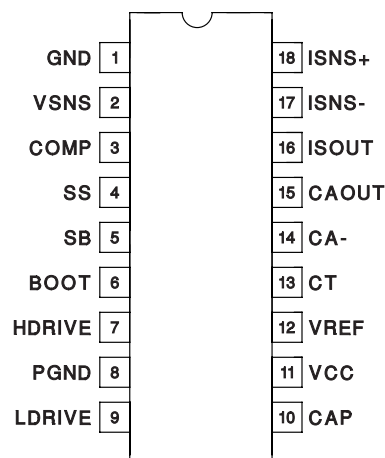 GND 1 18 ISNS+
VSNS 2 17 ISNS-
COMP 3 16 ISOUT
SS 4 15 CAOUT
SB 5 14 CA-
BOOT 6 13 CT
HDRIVE 7 12 VREF
PGND 8 11 VCC
LDRIVE 9 10 CAP